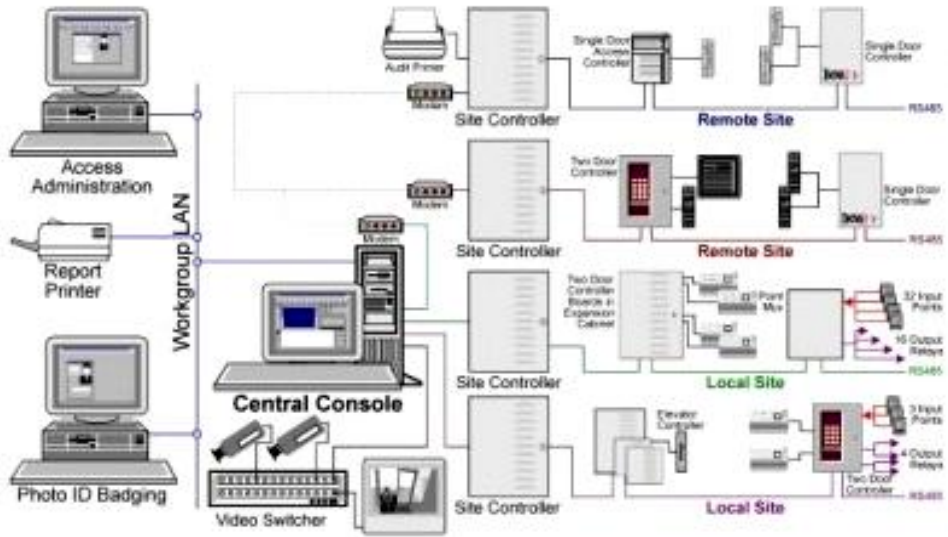 Access
Administration
Report
Printer
Workgroup LAN
Photo ID Badging
Audit Printer
Modem
Site Controller
Single Door
Access
Controller
Single Door
Controller
Remote Site
RS485
Modem
Site Controller
Two Door
Controller
Single Door
Controller
Remote Site
RS485
Modem
Central Console
Site Controller
Two Door
Controller
Boards in
Expansion
Cabinet
Point
Mux
32 Input
Points
16 Output
Relays
Local Site
RS485
Video Switcher
Site Controller
Elevator
Controller
3 Input
Points
4 Output
Relays
Two Door
Controller
Local Site
RS485